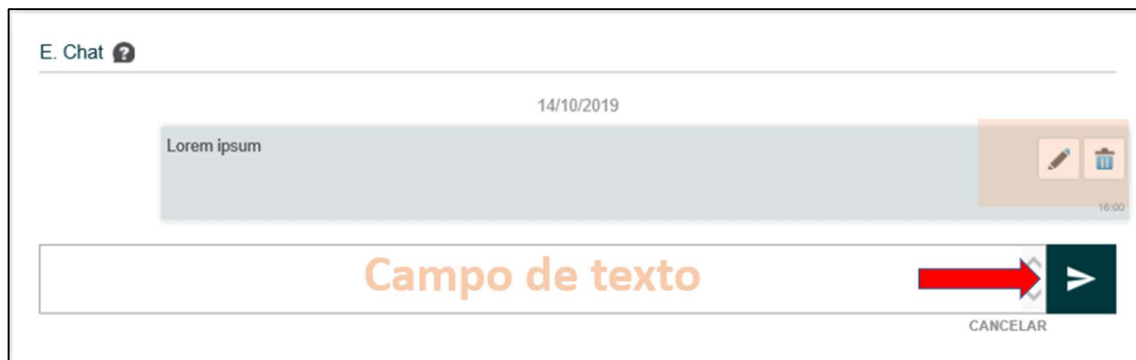 E. Chat ?
14/10/2019
Lorem ipsum
16:00
Campo de texto
CANCELAR